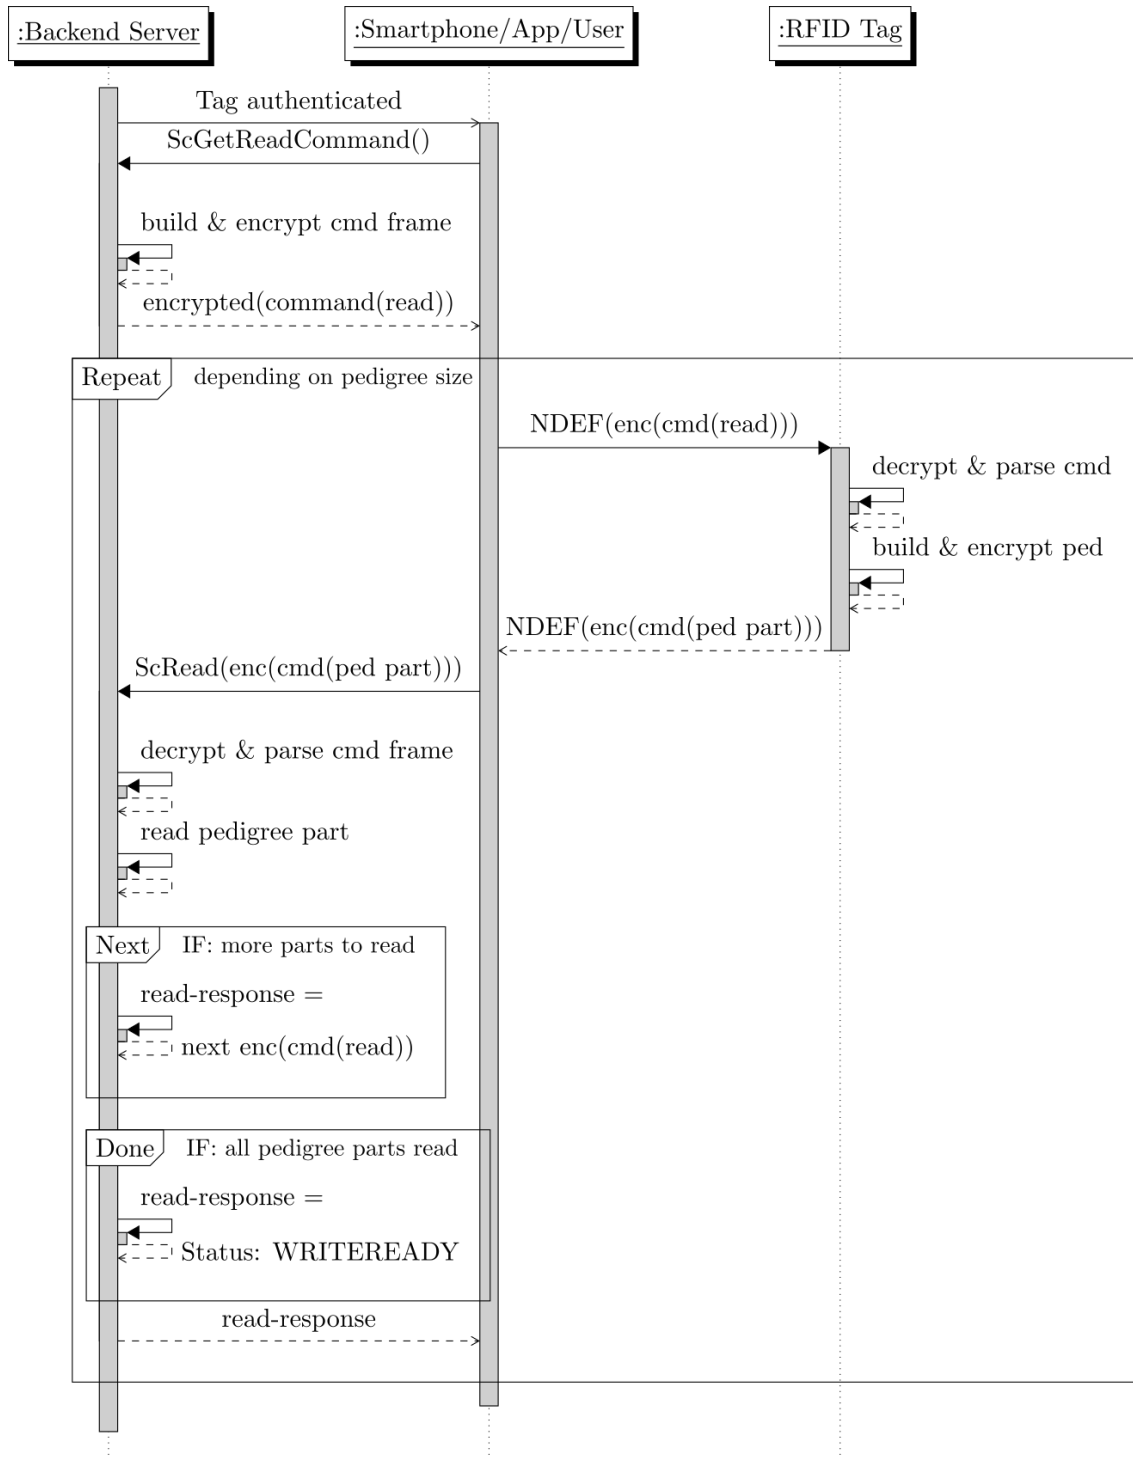 :Backend Server
:Smartphone/App/User
:RFID Tag
Tag authenticated
ScGetReadCommand()
build & encrypt cmd frame
encrypted(command(read))
Repeat
depending on pedigree size
NDEF(enc(cmd(read)))
decrypt & parse cmd
build & encrypt ped
NDEF(enc(cmd(ped part)))
ScRead(enc(cmd(ped part)))
decrypt & parse cmd frame
read pedigree part
Next
IF: more parts to read
read-response =
next enc(cmd(read))
Done
IF: all pedigree parts read
read-response =
Status: WRITEREADY
read-response